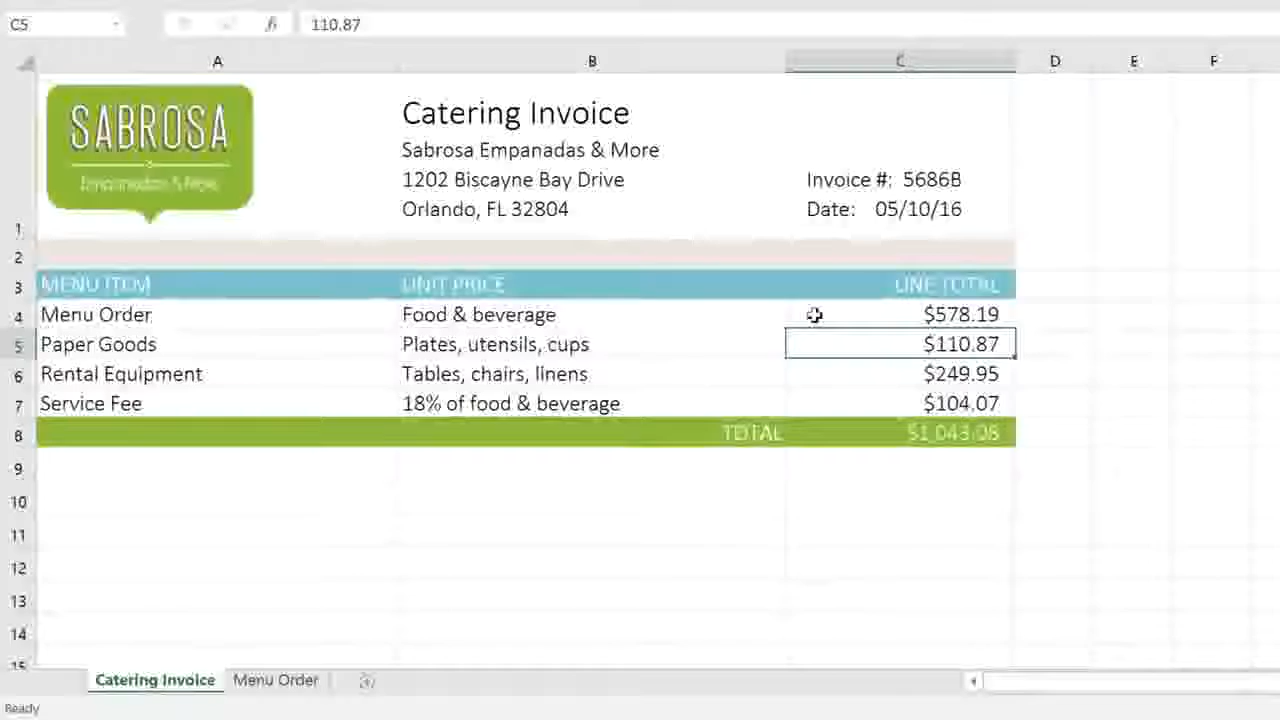 C5 fx 110.87
A B C D E F
SABROSA
Empanadas & More
Catering Invoice
Sabrosa Empanadas & More
1202 Biscayne Bay Drive
Orlando, FL 32804
Invoice #: 5686B
Date: 05/10/16
1
2
3 MENU ITEM UNIT PRICE LINE TOTAL
4 Menu Order Food & beverage $578.19
5 Paper Goods Plates, utensils, cups $110.87
6 Rental Equipment Tables, chairs, linens $249.95
7 Service Fee 18% of food & beverage $104.07
8 TOTAL $1,043.08
9
10
11
12
13
14
15
Catering Invoice Menu Order
Ready